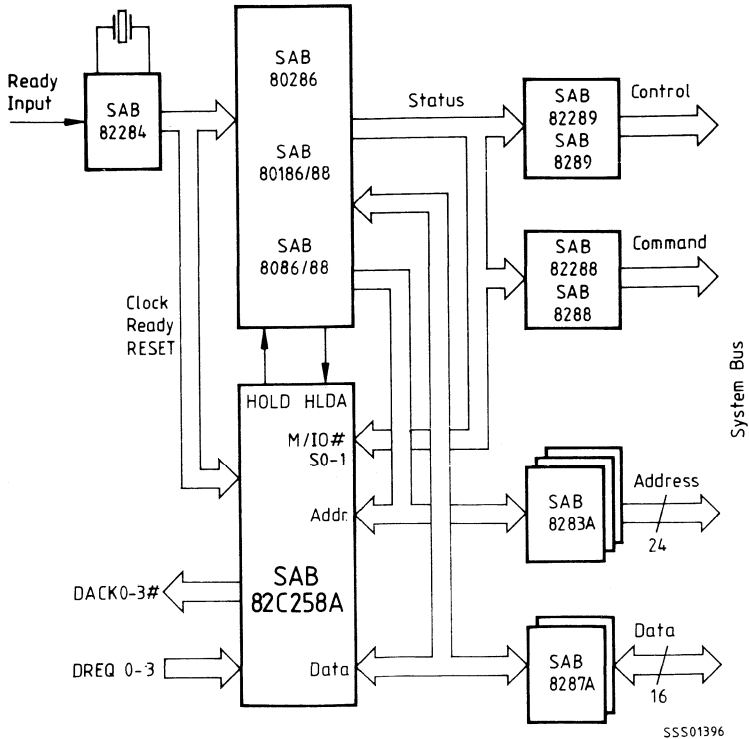 Ready
Input
SAB
82284
SAB
80286
SAB
80186/88
SAB
8086/88
Status
SAB
82289
SAB
8289
Control
SAB
82288
SAB
8288
Command
Clock
Ready
RESET
HOLD HLDA
M/IO#
S0-1
Addr.
SAB
82C258A
Data
DACK0-3#
DREQ 0-3
SAB
8283A
Address
24
SAB
8287A
Data
16
System Bus
SSS01396